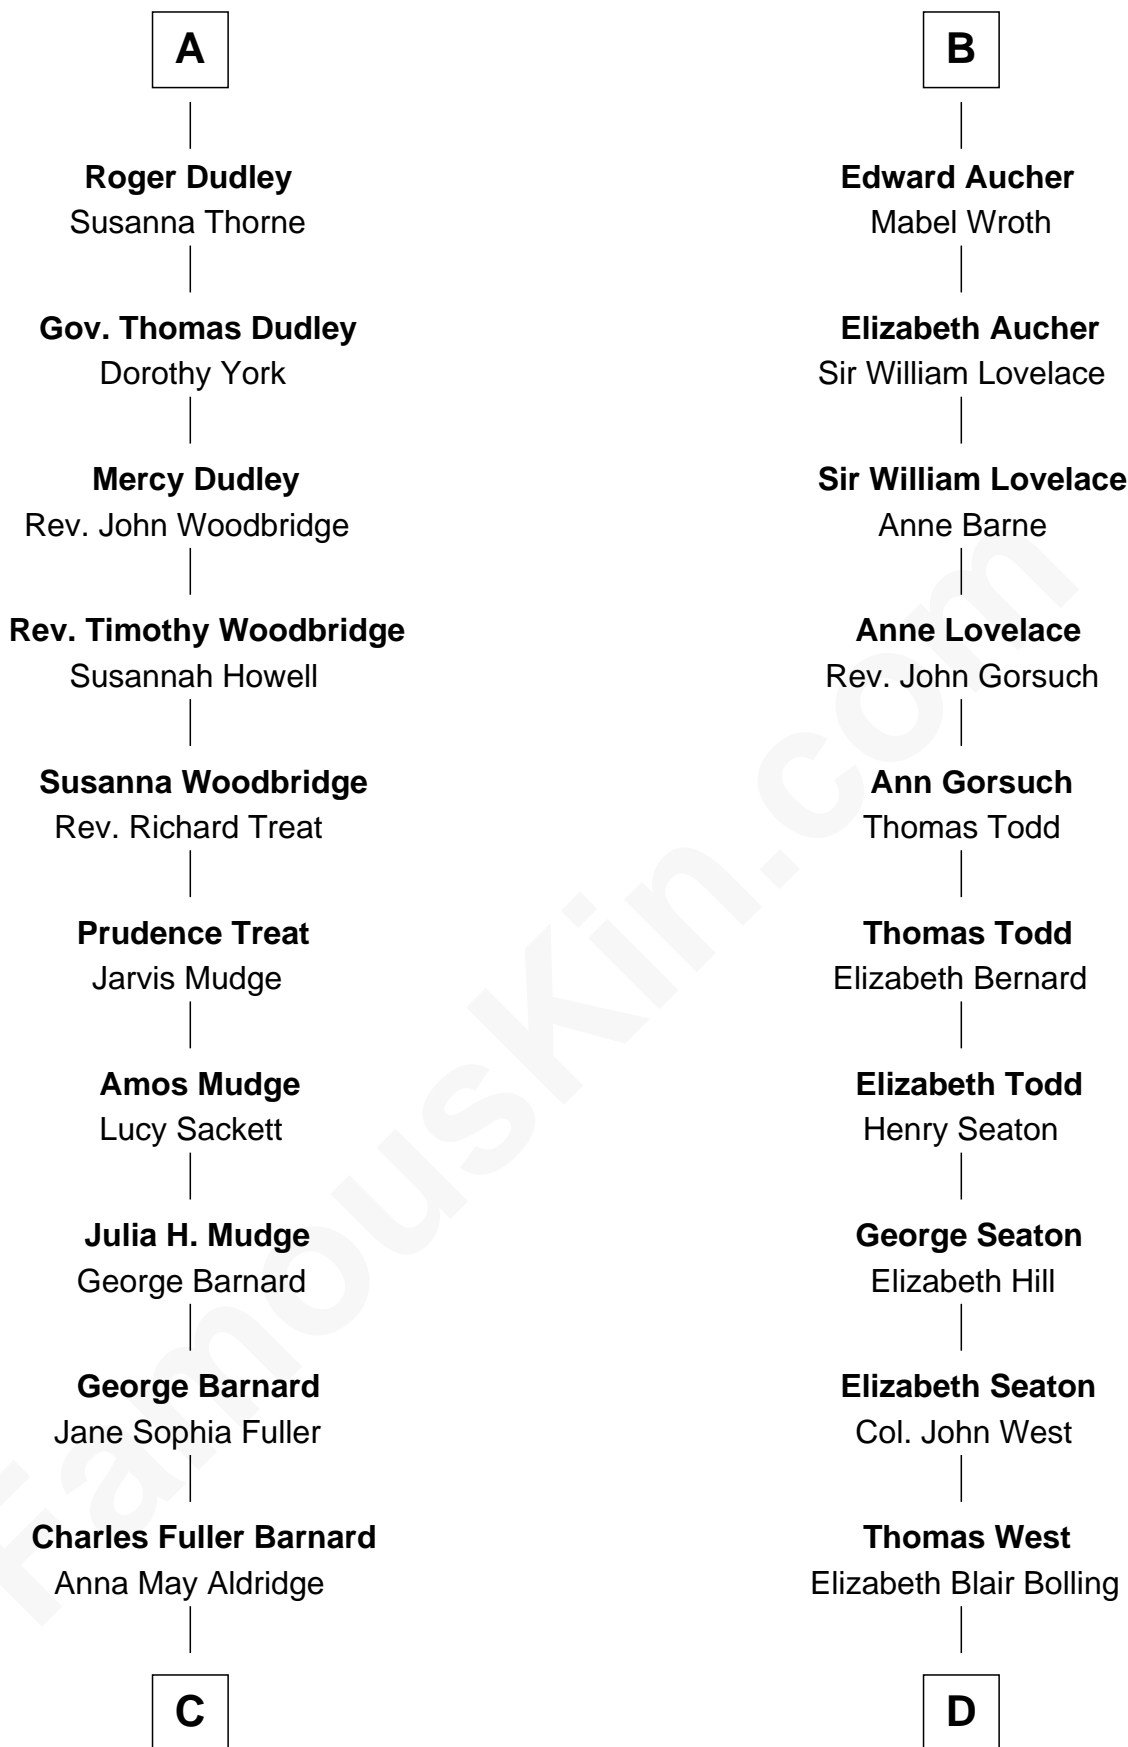 A
Roger Dudley
Susanna Thorne
Gov. Thomas Dudley
Dorothy York
Mercy Dudley
Rev. John Woodbridge
Rev. Timothy Woodbridge
Susannah Howell
Susanna Woodbridge
Rev. Richard Treat
Prudence Treat
Jarvis Mudge
Amos Mudge
Lucy Sackett
Julia H. Mudge
George Barnard
George Barnard
Jane Sophia Fuller
Charles Fuller Barnard
Anna May Aldridge
C
B
Edward Aucher
Mabel Wroth
Elizabeth Aucher
Sir William Lovelace
Sir William Lovelace
Anne Barne
Anne Lovelace
Rev. John Gorsuch
Ann Gorsuch
Thomas Todd
Thomas Todd
Elizabeth Bernard
Elizabeth Todd
Henry Seaton
George Seaton
Elizabeth Hill
Elizabeth Seaton
Col. John West
Thomas West
Elizabeth Blair Bolling
D
FamousKin.com